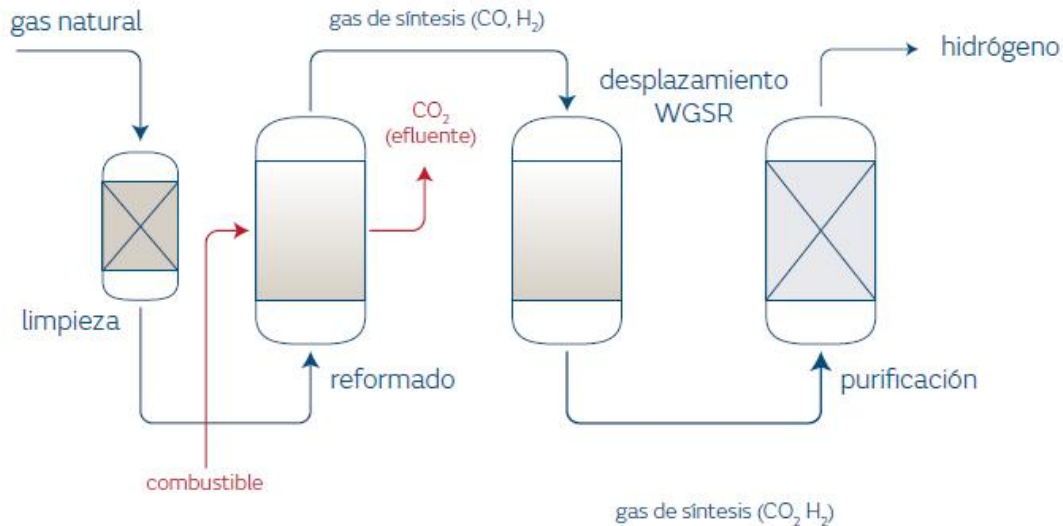 gas natural
gas de síntesis (CO, H₂)
hidrógeno
desplazamiento
WGSR
CO₂
(efluente)
limpieza
reformado
purificación
combustible
gas de síntesis (CO₂ H₂)